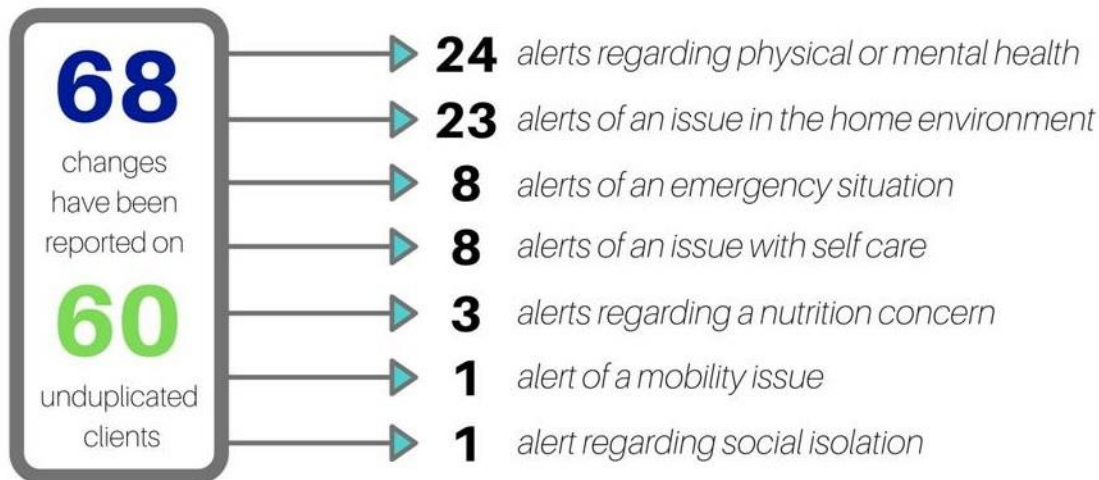 68
changes
have been
reported on
60
unduplicated
clients
24 alerts regarding physical or mental health
23 alerts of an issue in the home environment
8 alerts of an emergency situation
8 alerts of an issue with self care
3 alerts regarding a nutrition concern
1 alert of a mobility issue
1 alert regarding social isolation